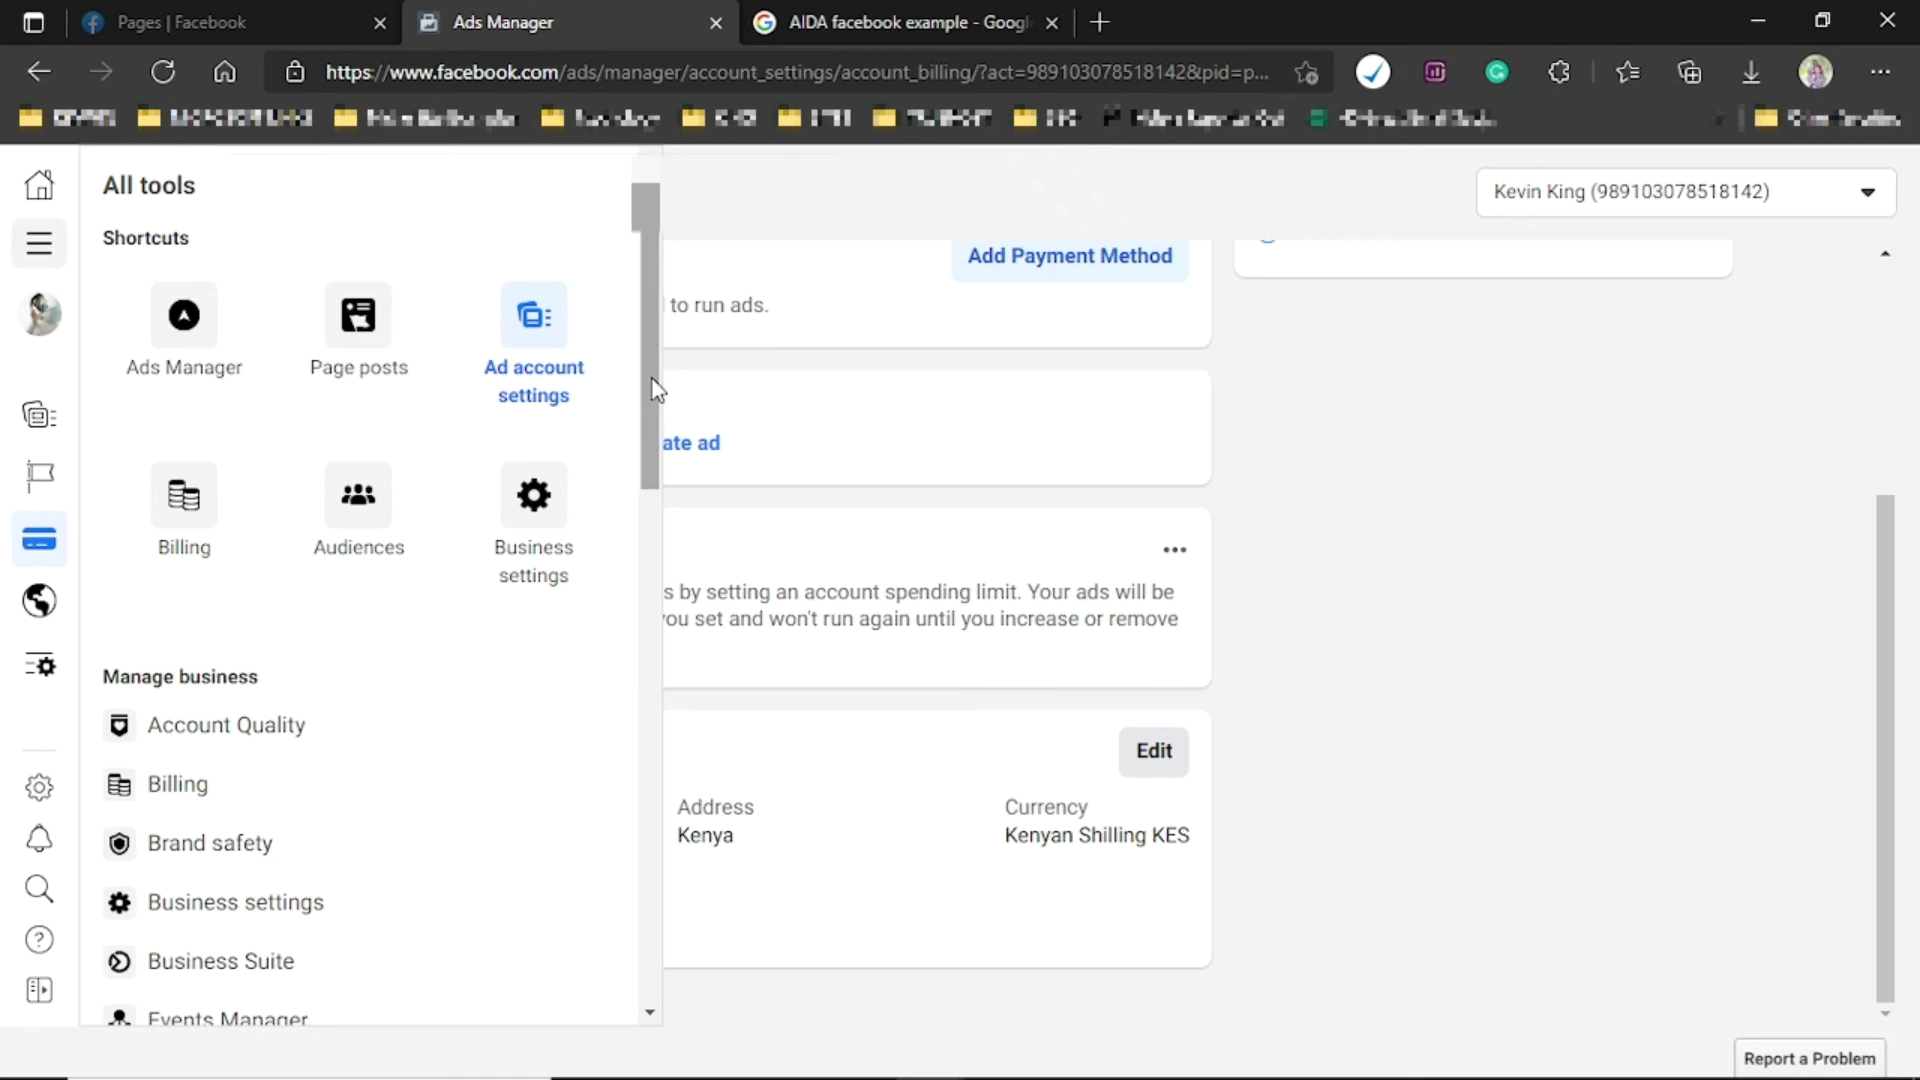 Pages | Facebook
Ads Manager
AIDA facebook example - Googl
https://www.facebook.com/ads/manager/account_settings/account_billing/?act=989103078518142&pid=p...
All tools
Kevin King (989103078518142)
Shortcuts
Ads Manager
Page posts
Ad account
settings
Add Payment Method
to run ads.
ate ad
Billing
Audiences
Business
settings
s by setting an account spending limit. Your ads will be
you set and won't run again until you increase or remove
Manage business
Account Quality
Billing
Brand safety
Business settings
Business Suite
Events Manager
Edit
Address
Kenya
Currency
Kenyan Shilling KES
Report a Problem